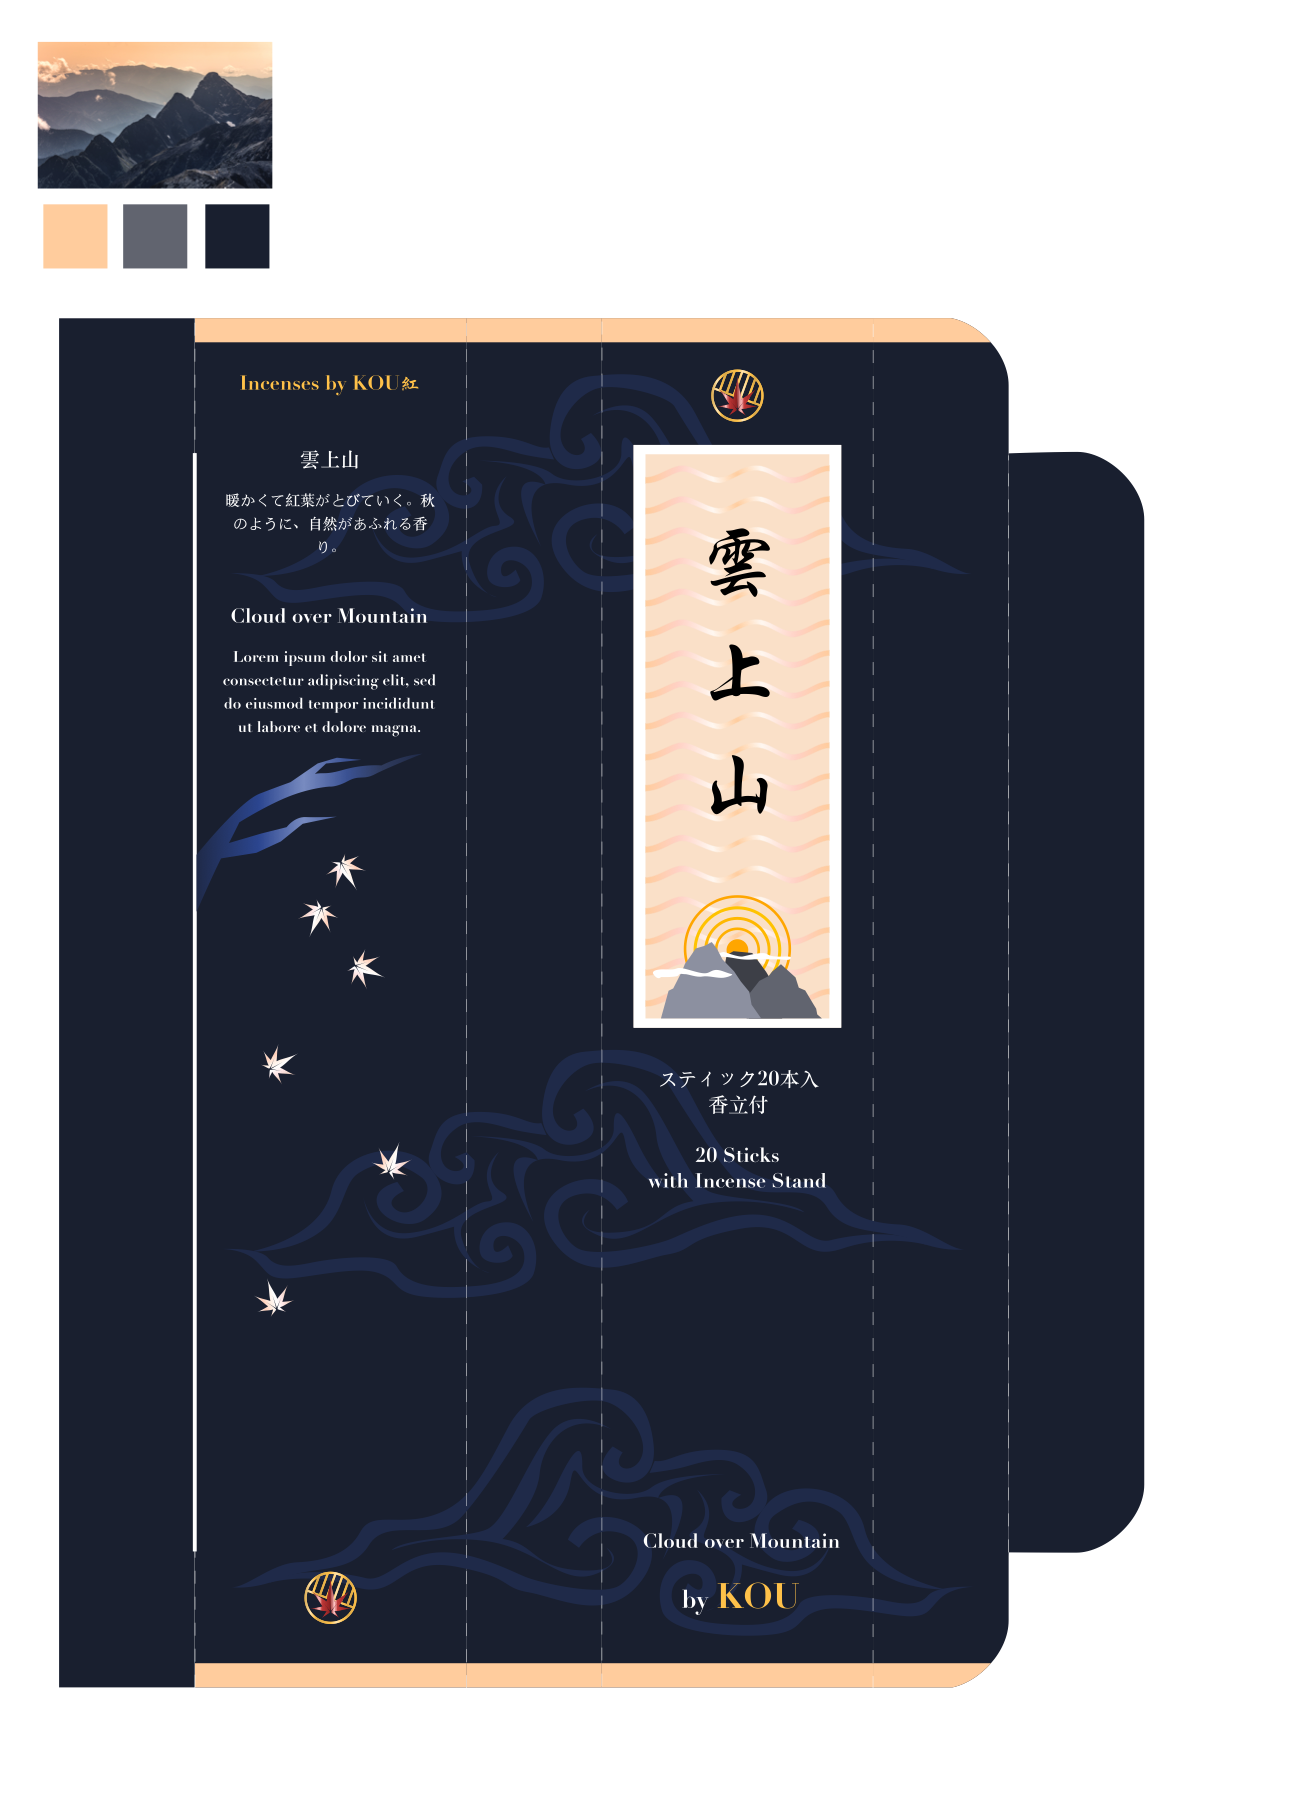 Incenses by KOU紅
雲上山
暖かくて紅葉がとびていく。秋
のように、自然があふれる香
り。
Cloud over Mountain
Lorem ipsum dolor sit amet
consectetur adipiscing elit, sed
do eiusmod tempor incididunt
ut labore et dolore magna.
雲上山
スティック20本入
香立付
20 Sticks
with Incense Stand
Cloud over Mountain
by KOU